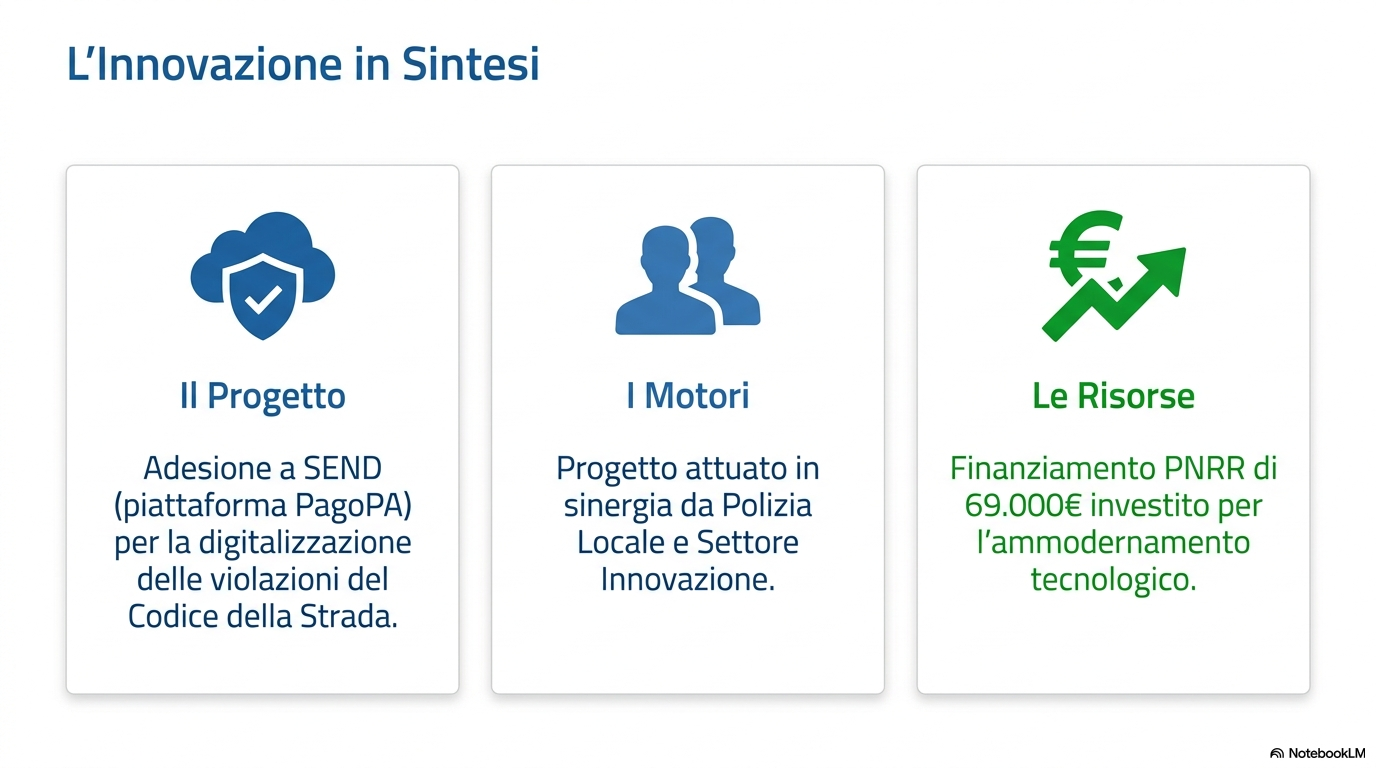 L’Innovazione in Sintesi
Il Progetto
Adesione a SEND
(piattaforma PagoPA)
per la digitalizzazione
delle violazioni del
Codice della Strada.
I Motori
Progetto attuato in
sinergia da Polizia
Locale e Settore
Innovazione.
€
Le Risorse
Finanziamento PNRR di
69.000€ investito per
l’ammodernamento
tecnologico.
NotebookLM